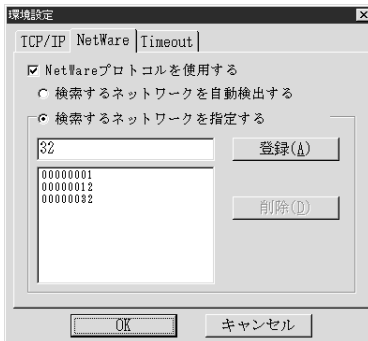 環境設定
TCP/IP NetWare Timeout
NetWareプロトコルを使用する
検索するネットワークを自動検出する
検索するネットワークを指定する
32 登録(A)
00000001
00000012
00000032
削除(D)
OK キャンセル